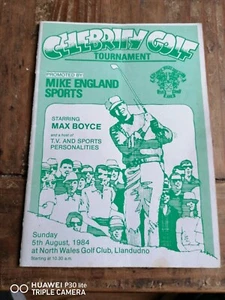 CELEBRITY GOLF
TOURNAMENT
PROMOTED BY
MIKE ENGLAND
SPORTS
STARRING
MAX BOYCE
and a host of
T.V. AND SPORTS
PERSONALITIES
Sunday
5th August, 1984
at North Wales Golf Club, Llandudno
Starting at 10.30 a.m.
HUAWEI P30 lite
TRIPLE CAMERA